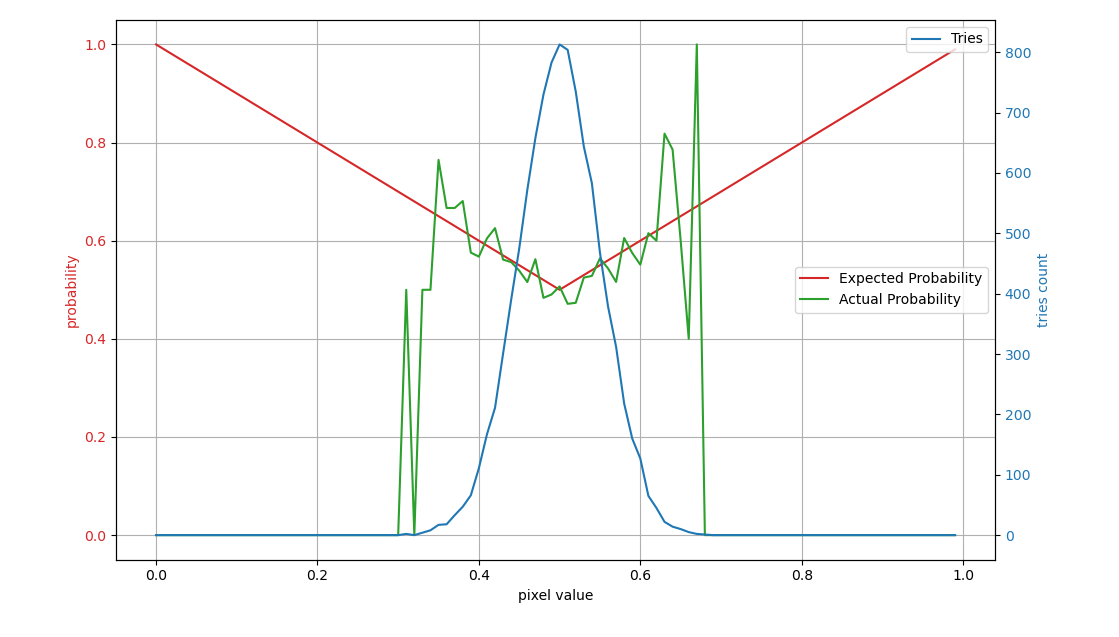 Tries
Expected Probability
Actual Probability
probability
1.0
0.8
0.6
0.4
0.2
0.0
tries count
800
700
600
500
400
300
200
100
0
0.0 0.2 0.4 0.6 0.8 1.0
pixel value